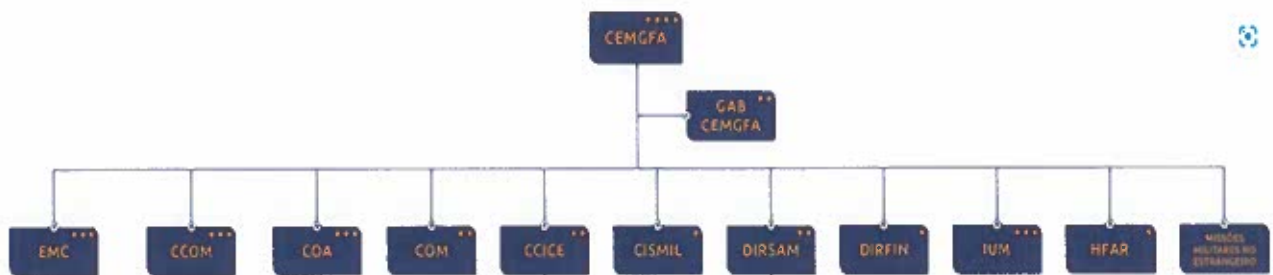 CEMGFA
GAB
CEMGFA
EMC
CCOM
COA
COM
CCICE
CISMIL
DIRSAM
DIRFIN
IUM
HFAR
MISSÕES
MILITARES NO
ESTRANGEIRO